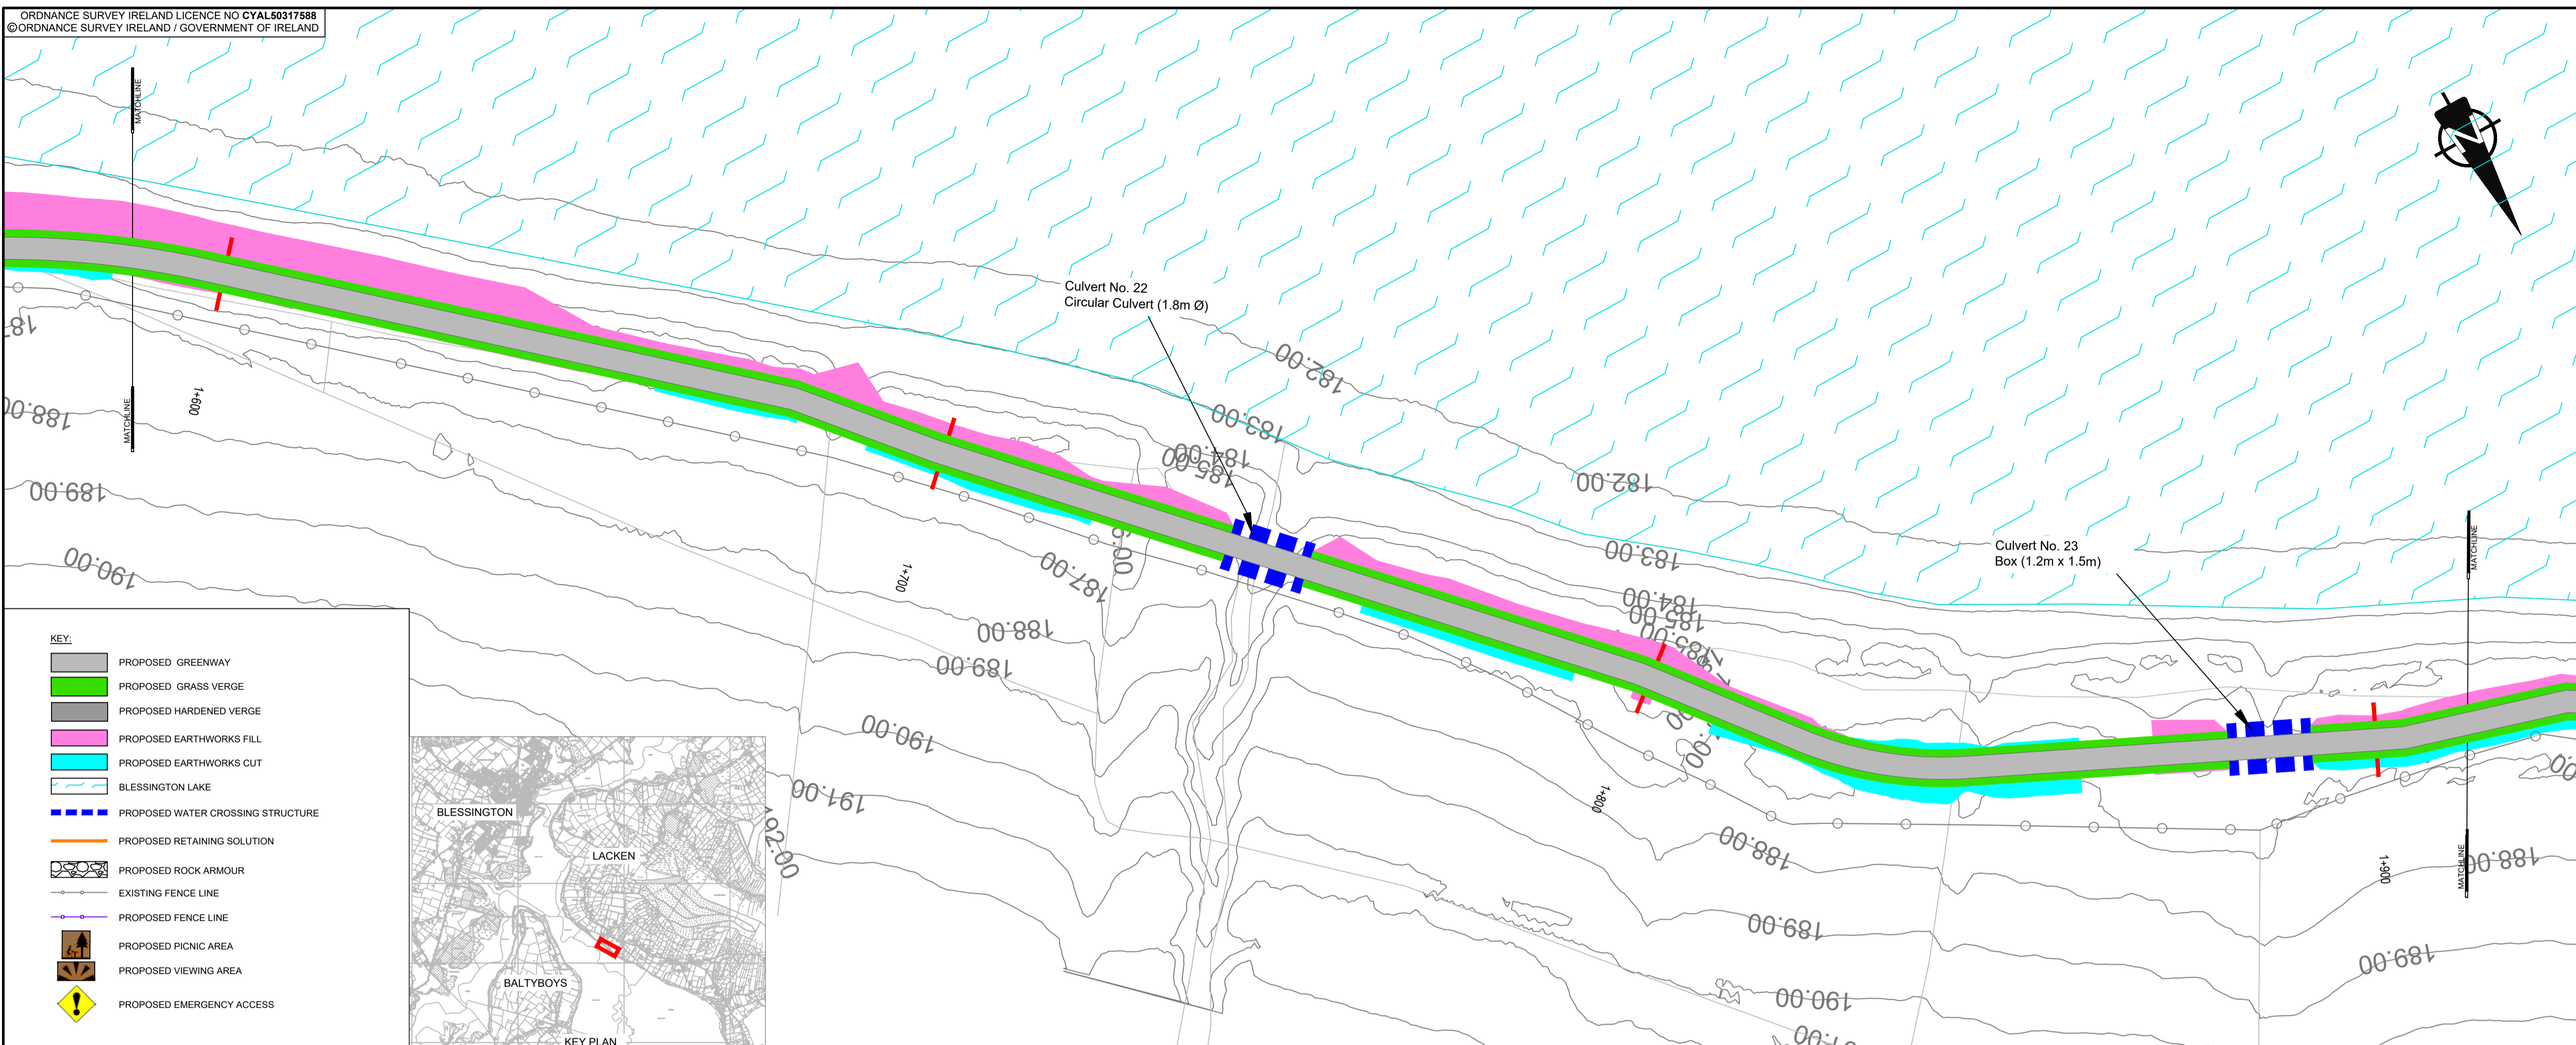 ORDNANCE SURVEY IRELAND LICENCE NO CYAL50317588
©ORDNANCE SURVEY IRELAND / GOVERNMENT OF IRELAND
MATCHLINE
MATCHLINE
N
Culvert No. 22
Circular Culvert (1.8m Ø)
182.00
183.00
184.00
185.00
182.00
183.00
184.00
185.00
Culvert No. 23
Box (1.2m x 1.5m)
MATCHLINE
MATCHLINE
1+600
1+700
1+800
1+900
188.00
189.00
190.00
187.00
188.00
189.00
190.00
191.00
192.00
188.00
189.00
190.00
188.00
189.00
KEY:
PROPOSED GREENWAY
PROPOSED GRASS VERGE
PROPOSED HARDENED VERGE
PROPOSED EARTHWORKS FILL
PROPOSED EARTHWORKS CUT
BLESSINGTON LAKE
PROPOSED WATER CROSSING STRUCTURE
PROPOSED RETAINING SOLUTION
PROPOSED ROCK ARMOUR
EXISTING FENCE LINE
PROPOSED FENCE LINE
PROPOSED PICNIC AREA
PROPOSED VIEWING AREA
PROPOSED EMERGENCY ACCESS
BLESSINGTON
LACKEN
BALTYBOYS
KEY PLAN